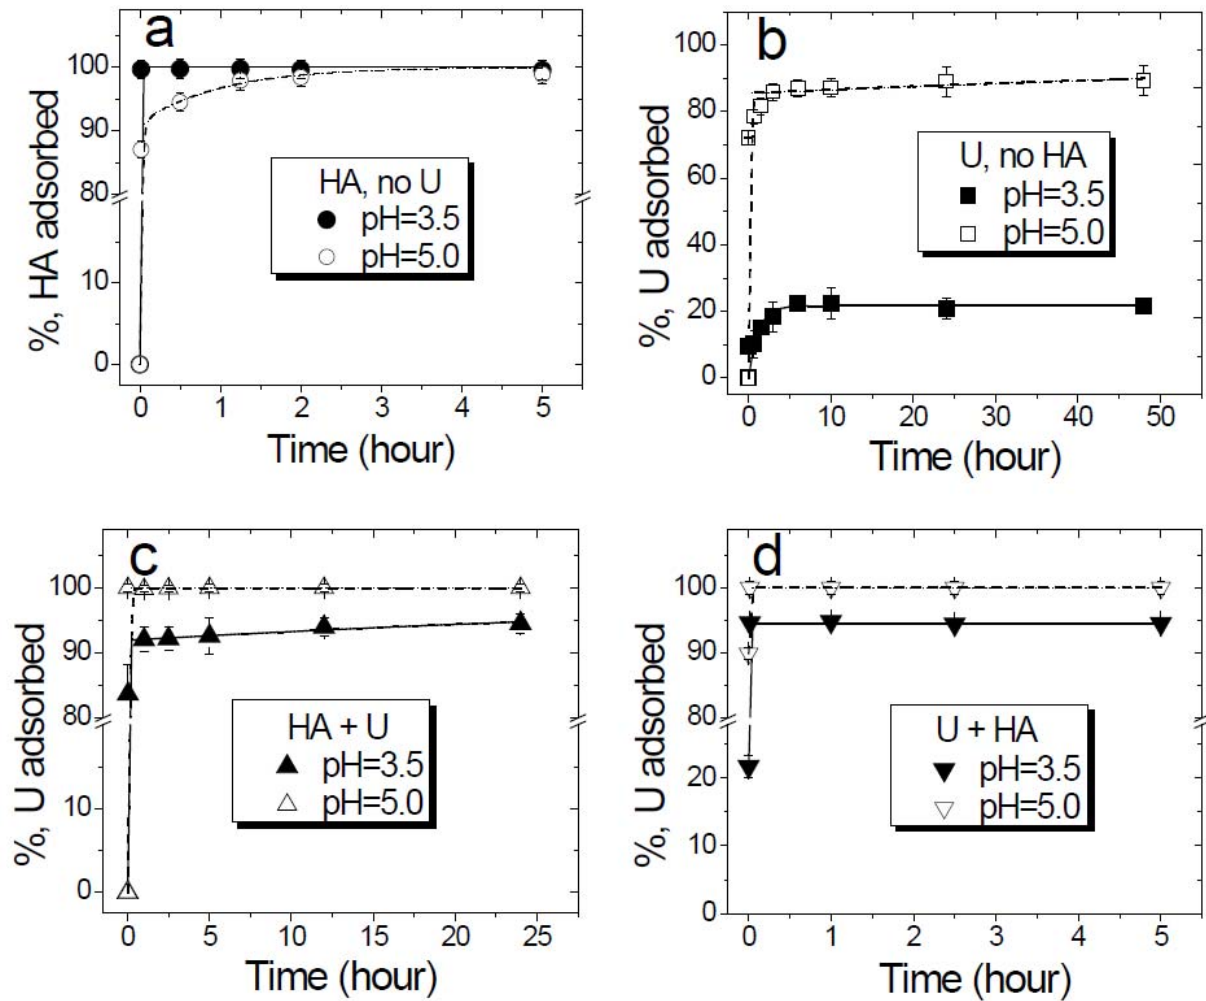 a
100
90
80
10
0
%, HA adsorbed
HA, no U
pH=3.5
pH=5.0
0 1 2 3 4 5
Time (hour)
b
100
80
60
40
20
0
%, U adsorbed
U, no HA
pH=3.5
pH=5.0
0 10 20 30 40 50
Time (hour)
c
100
90
80
10
0
%, U adsorbed
HA + U
pH=3.5
pH=5.0
0 5 10 15 20 25
Time (hour)
d
100
90
80
20
10
0
%, U adsorbed
U + HA
pH=3.5
pH=5.0
0 1 2 3 4 5
Time (hour)